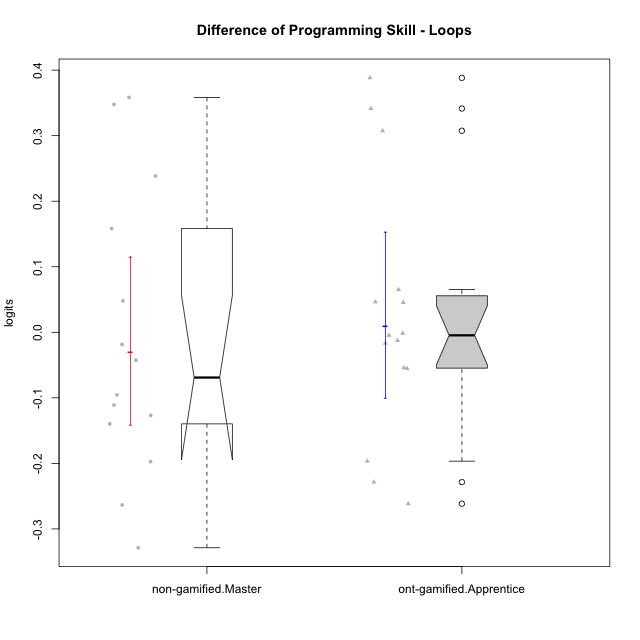 Difference of Programming Skill - Loops
logits
0.4
0.3
0.2
0.1
0.0
-0.1
-0.2
-0.3
non-gamified.Master
ont-gamified.Apprentice